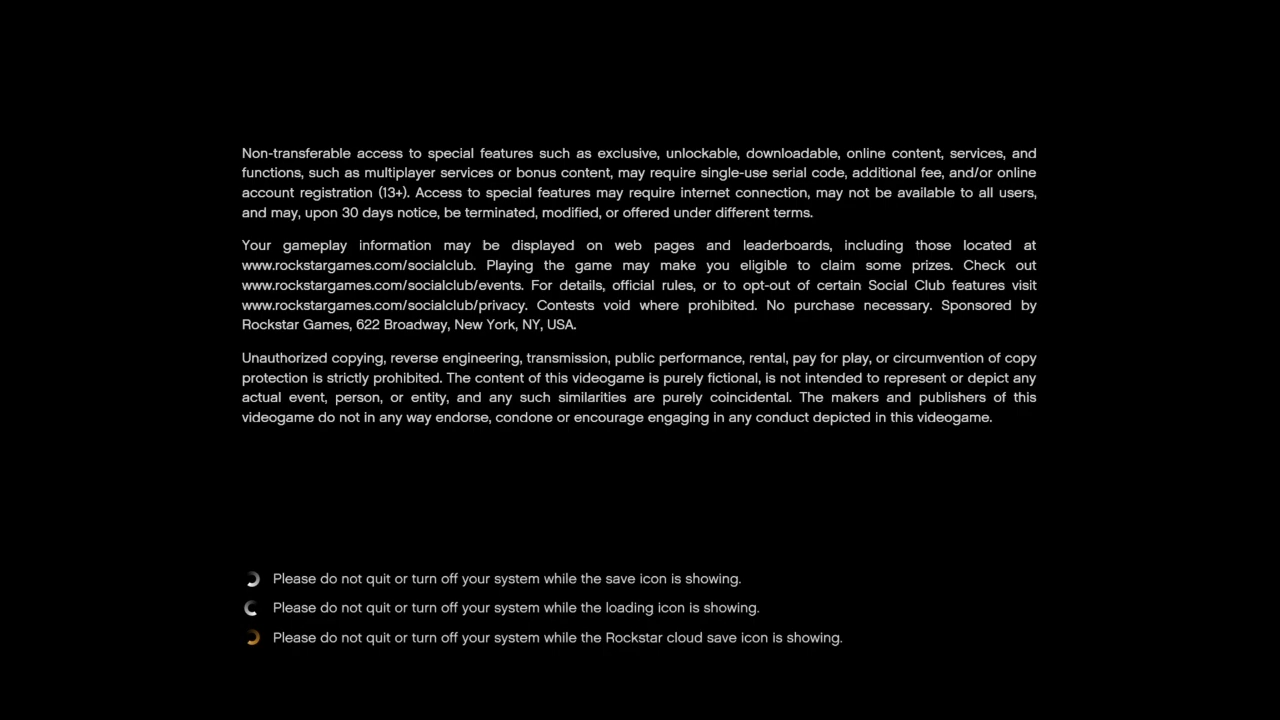 Non-transferable access to special features such as exclusive, unlockable, downloadable, online content, services, and
functions, such as multiplayer services or bonus content, may require single-use serial code, additional fee, and/or online
account registration (13+). Access to special features may require internet connection, may not be available to all users,
and may, upon 30 days notice, be terminated, modified, or offered under different terms.
Your gameplay information may be displayed on web pages and leaderboards, including those located at
www.rockstargames.com/socialclub. Playing the game may make you eligible to claim some prizes. Check out
www.rockstargames.com/socialclub/events. For details, official rules, or to opt-out of certain Social Club features visit
www.rockstargames.com/socialclub/privacy. Contests void where prohibited. No purchase necessary. Sponsored by
Rockstar Games, 622 Broadway, New York, NY, USA.
Unauthorized copying, reverse engineering, transmission, public performance, rental, pay for play, or circumvention of copy
protection is strictly prohibited. The content of this videogame is purely fictional, is not intended to represent or depict any
actual event, person, or entity, and any such similarities are purely coincidental. The makers and publishers of this
videogame do not in any way endorse, condone or encourage engaging in any conduct depicted in this videogame.
Please do not quit or turn off your system while the save icon is showing.
Please do not quit or turn off your system while the loading icon is showing.
Please do not quit or turn off your system while the Rockstar cloud save icon is showing.